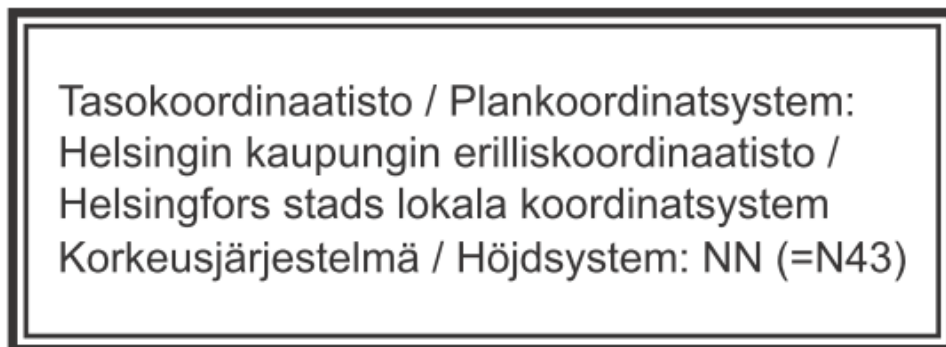 Tasokoordinaatisto / Plankoordinatsystem:
Helsingin kaupungin erilliskoordinaatisto /
Helsingfors stads lokala koordinatsystem
Korkeusjärjestelmä / Höjdsystem: NN (=N43)